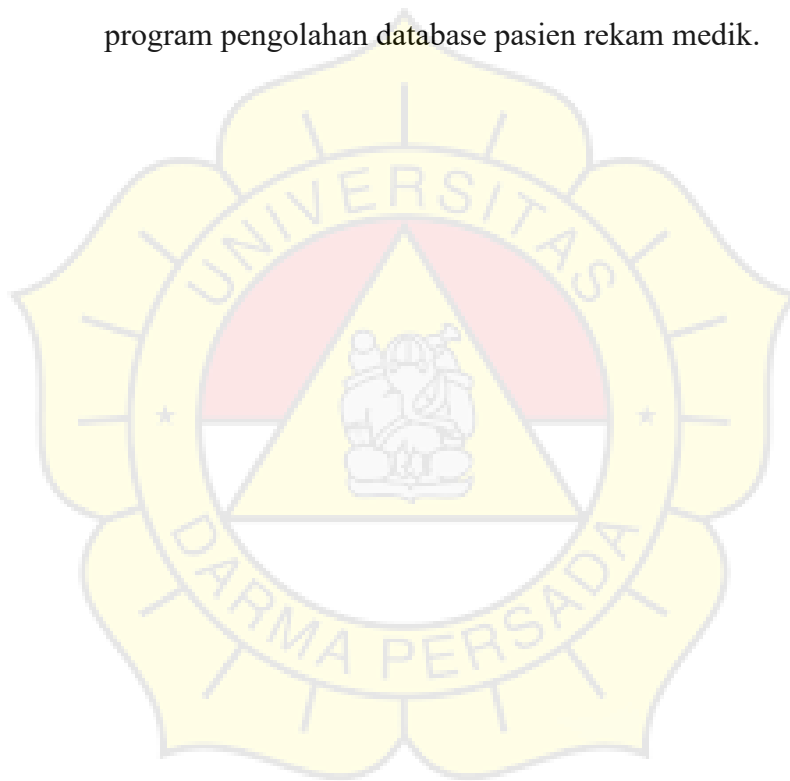 program pengolahan database pasien rekam medik.
UNIVERSITAS
DARMA PERSADA